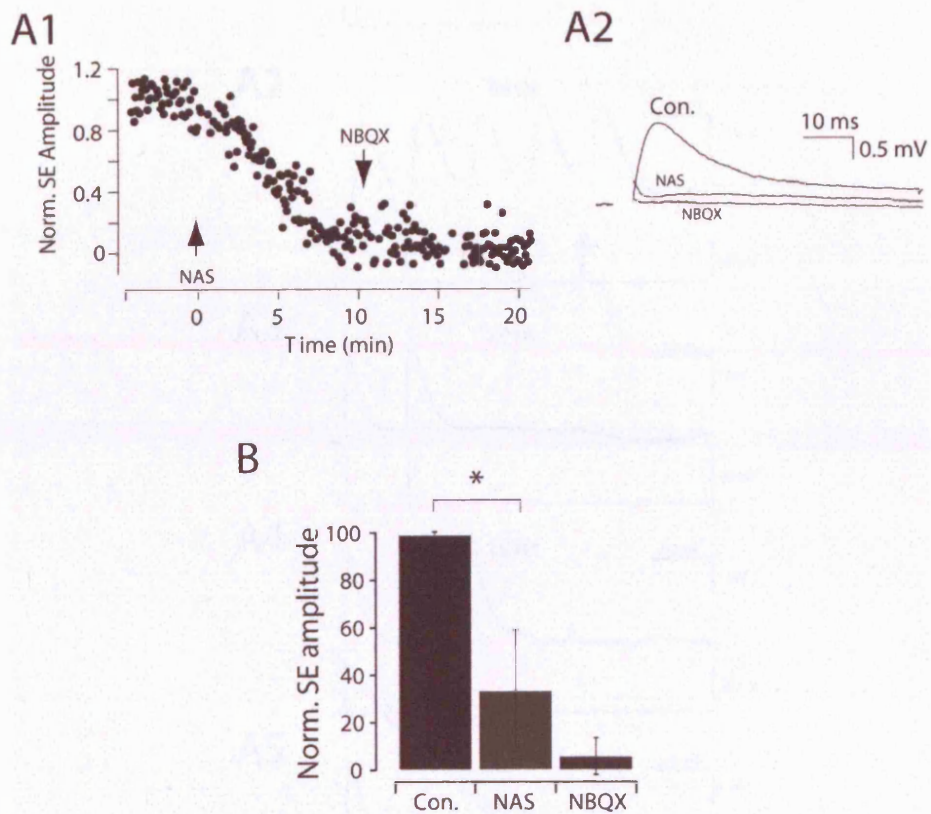 A1
1.2
0.8
0.4
0
Norm. SE Amplitude
NAS
NBQX
0 5 10 15 20
Time (min)
A2
Con.
NAS
NBQX
10 ms
0.5 mV
B
*
100
80
60
40
20
0
Norm. SE amplitude
Con. NAS NBQX